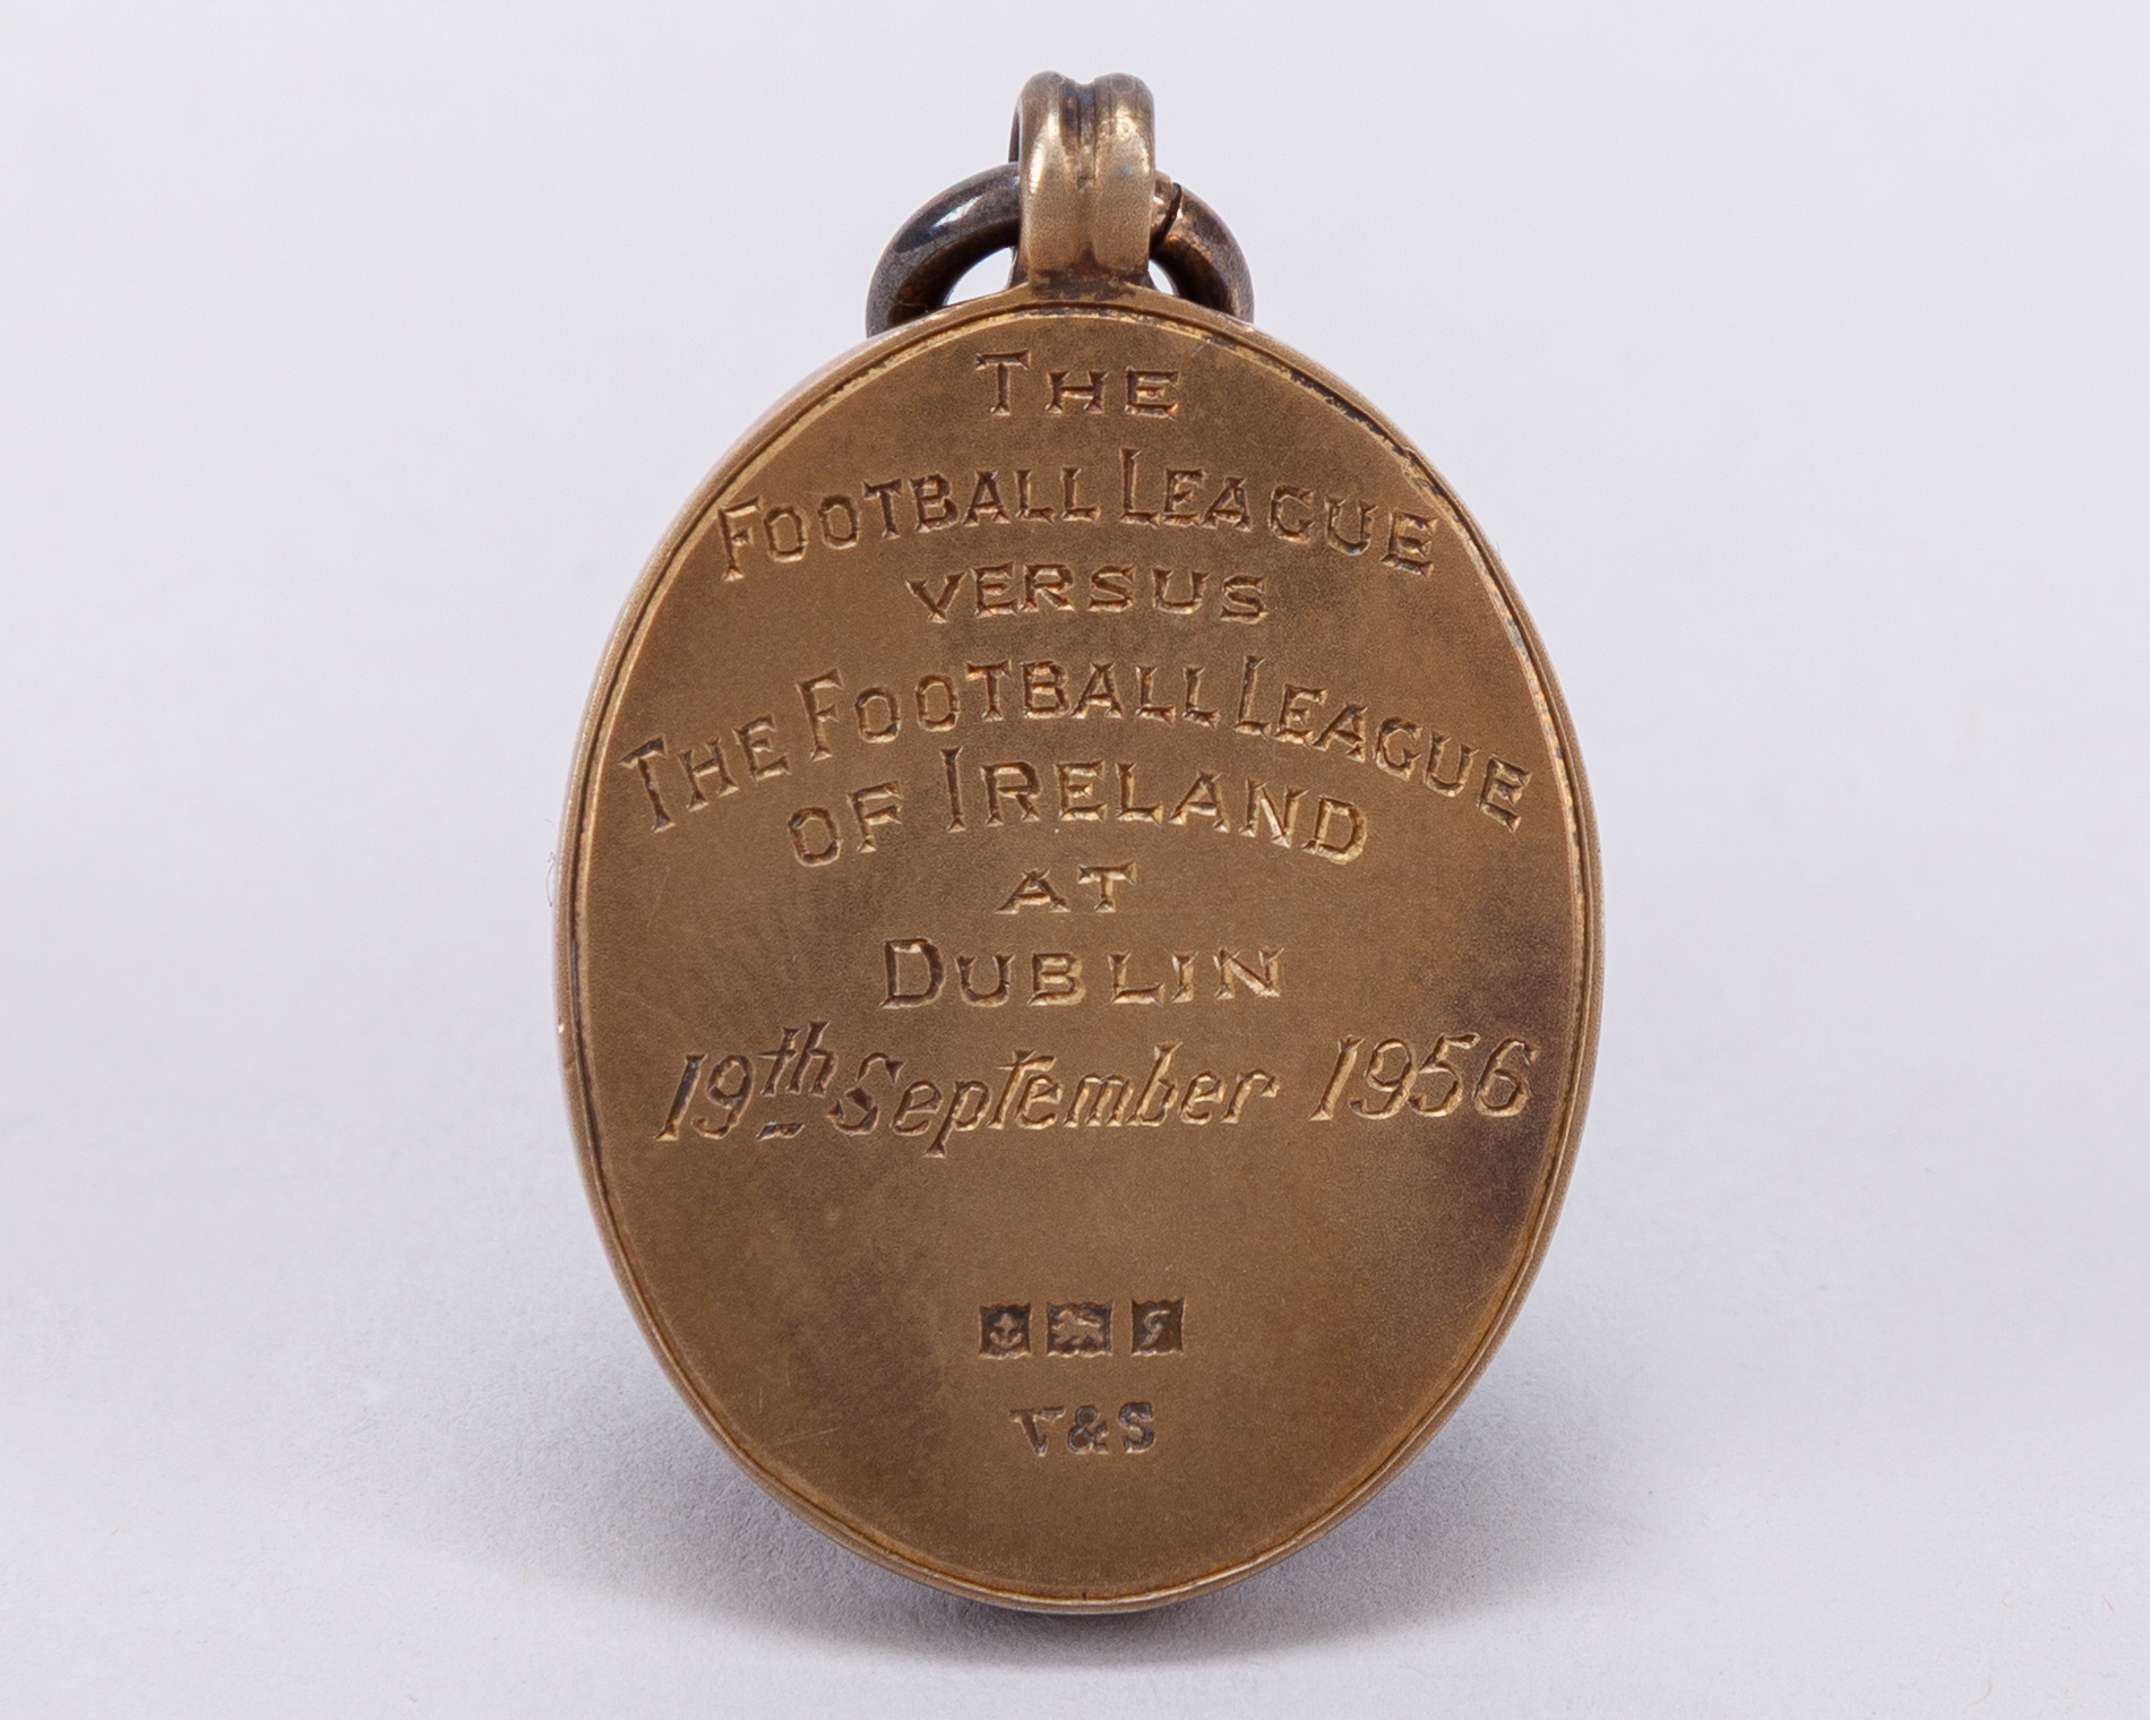 THE
FOOTBALL LEAGUE
VERSUS
THE FOOTBALL LEAGUE
OF IRELAND
AT
DUBLIN
19th September 1956
V&S